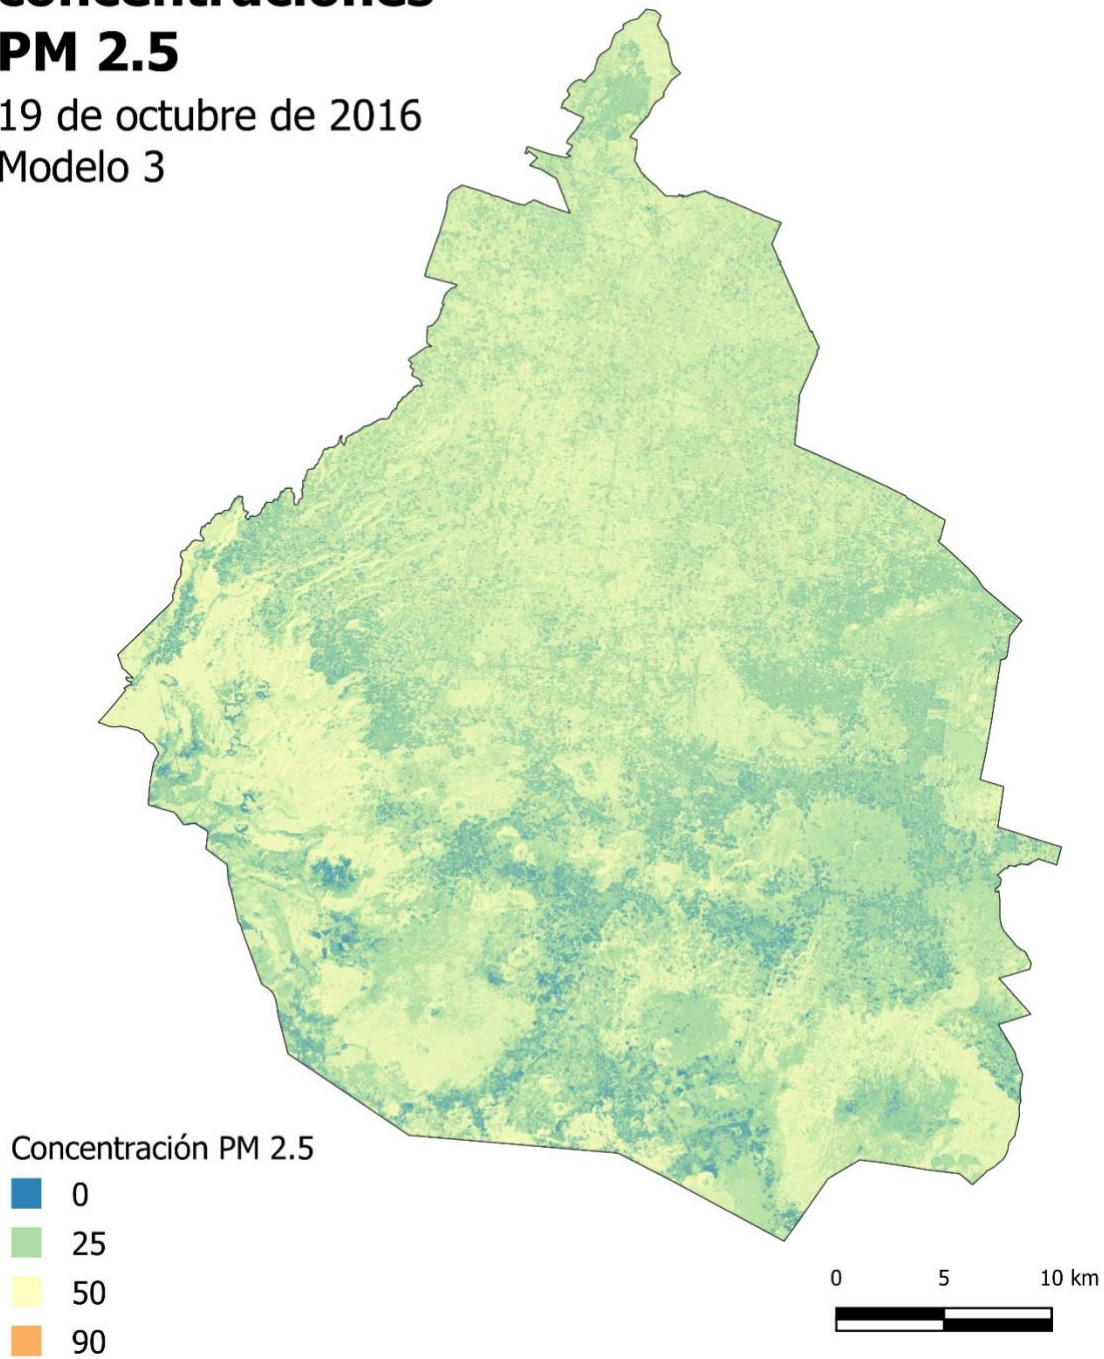 concentraciones
PM 2.5
19 de octubre de 2016
Modelo 3
Concentración PM 2.5
0
25
50
90
0 5 10 km